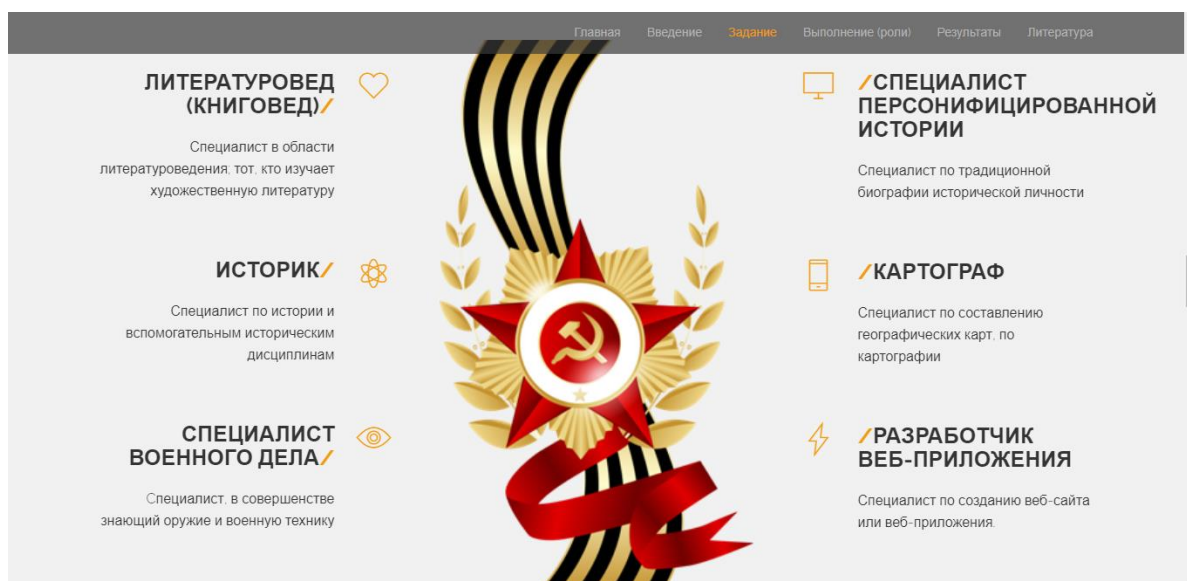 Главная Введение Задание Выполнение (роли) Результаты Литература
ЛИТЕРАТУРОВЕД
(КНИГОВЕД)/
Специалист в области
литературоведения; тот, кто изучает
художественную литературу
ИСТОРИК/
Специалист по истории и
вспомогательным историческим
дисциплинам
СПЕЦИАЛИСТ
ВОЕННОГО ДЕЛА/
Специалист, в совершенстве
знающий оружие и военную технику
/СПЕЦИАЛИСТ
ПЕРСОНИФИЦИРОВАННОЙ
ИСТОРИИ
Специалист по традиционной
биографии исторической личности
/КАРТОГРАФ
Специалист по составлению
географических карт, по
картографии
/РАЗРАБОТЧИК
ВЕБ-ПРИЛОЖЕНИЯ
Специалист по созданию веб-сайта
или веб-приложения.